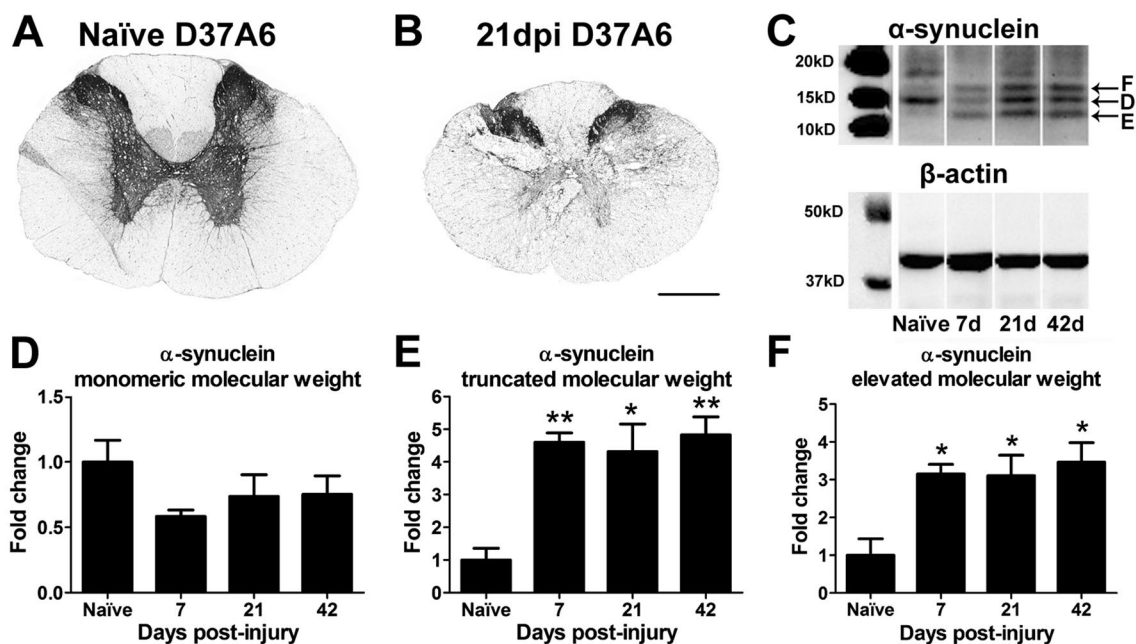 A Naïve D37A6
B 21dpi D37A6
C α-synuclein
20kD
15kD
10kD
F
D
E
β-actin
50kD
37kD
Naïve 7d 21d 42d
D α-synuclein
monomeric molecular weight
Fold change
1.5
1.0
0.5
0.0
Naïve 7 21 42
Days post-injury
E α-synuclein
truncated molecular weight
Fold change
6
5
4
3
2
1
0
** * **
Naïve 7 21 42
Days post-injury
F α-synuclein
elevated molecular weight
Fold change
5
4
3
2
1
0
* * *
Naïve 7 21 42
Days post-injury